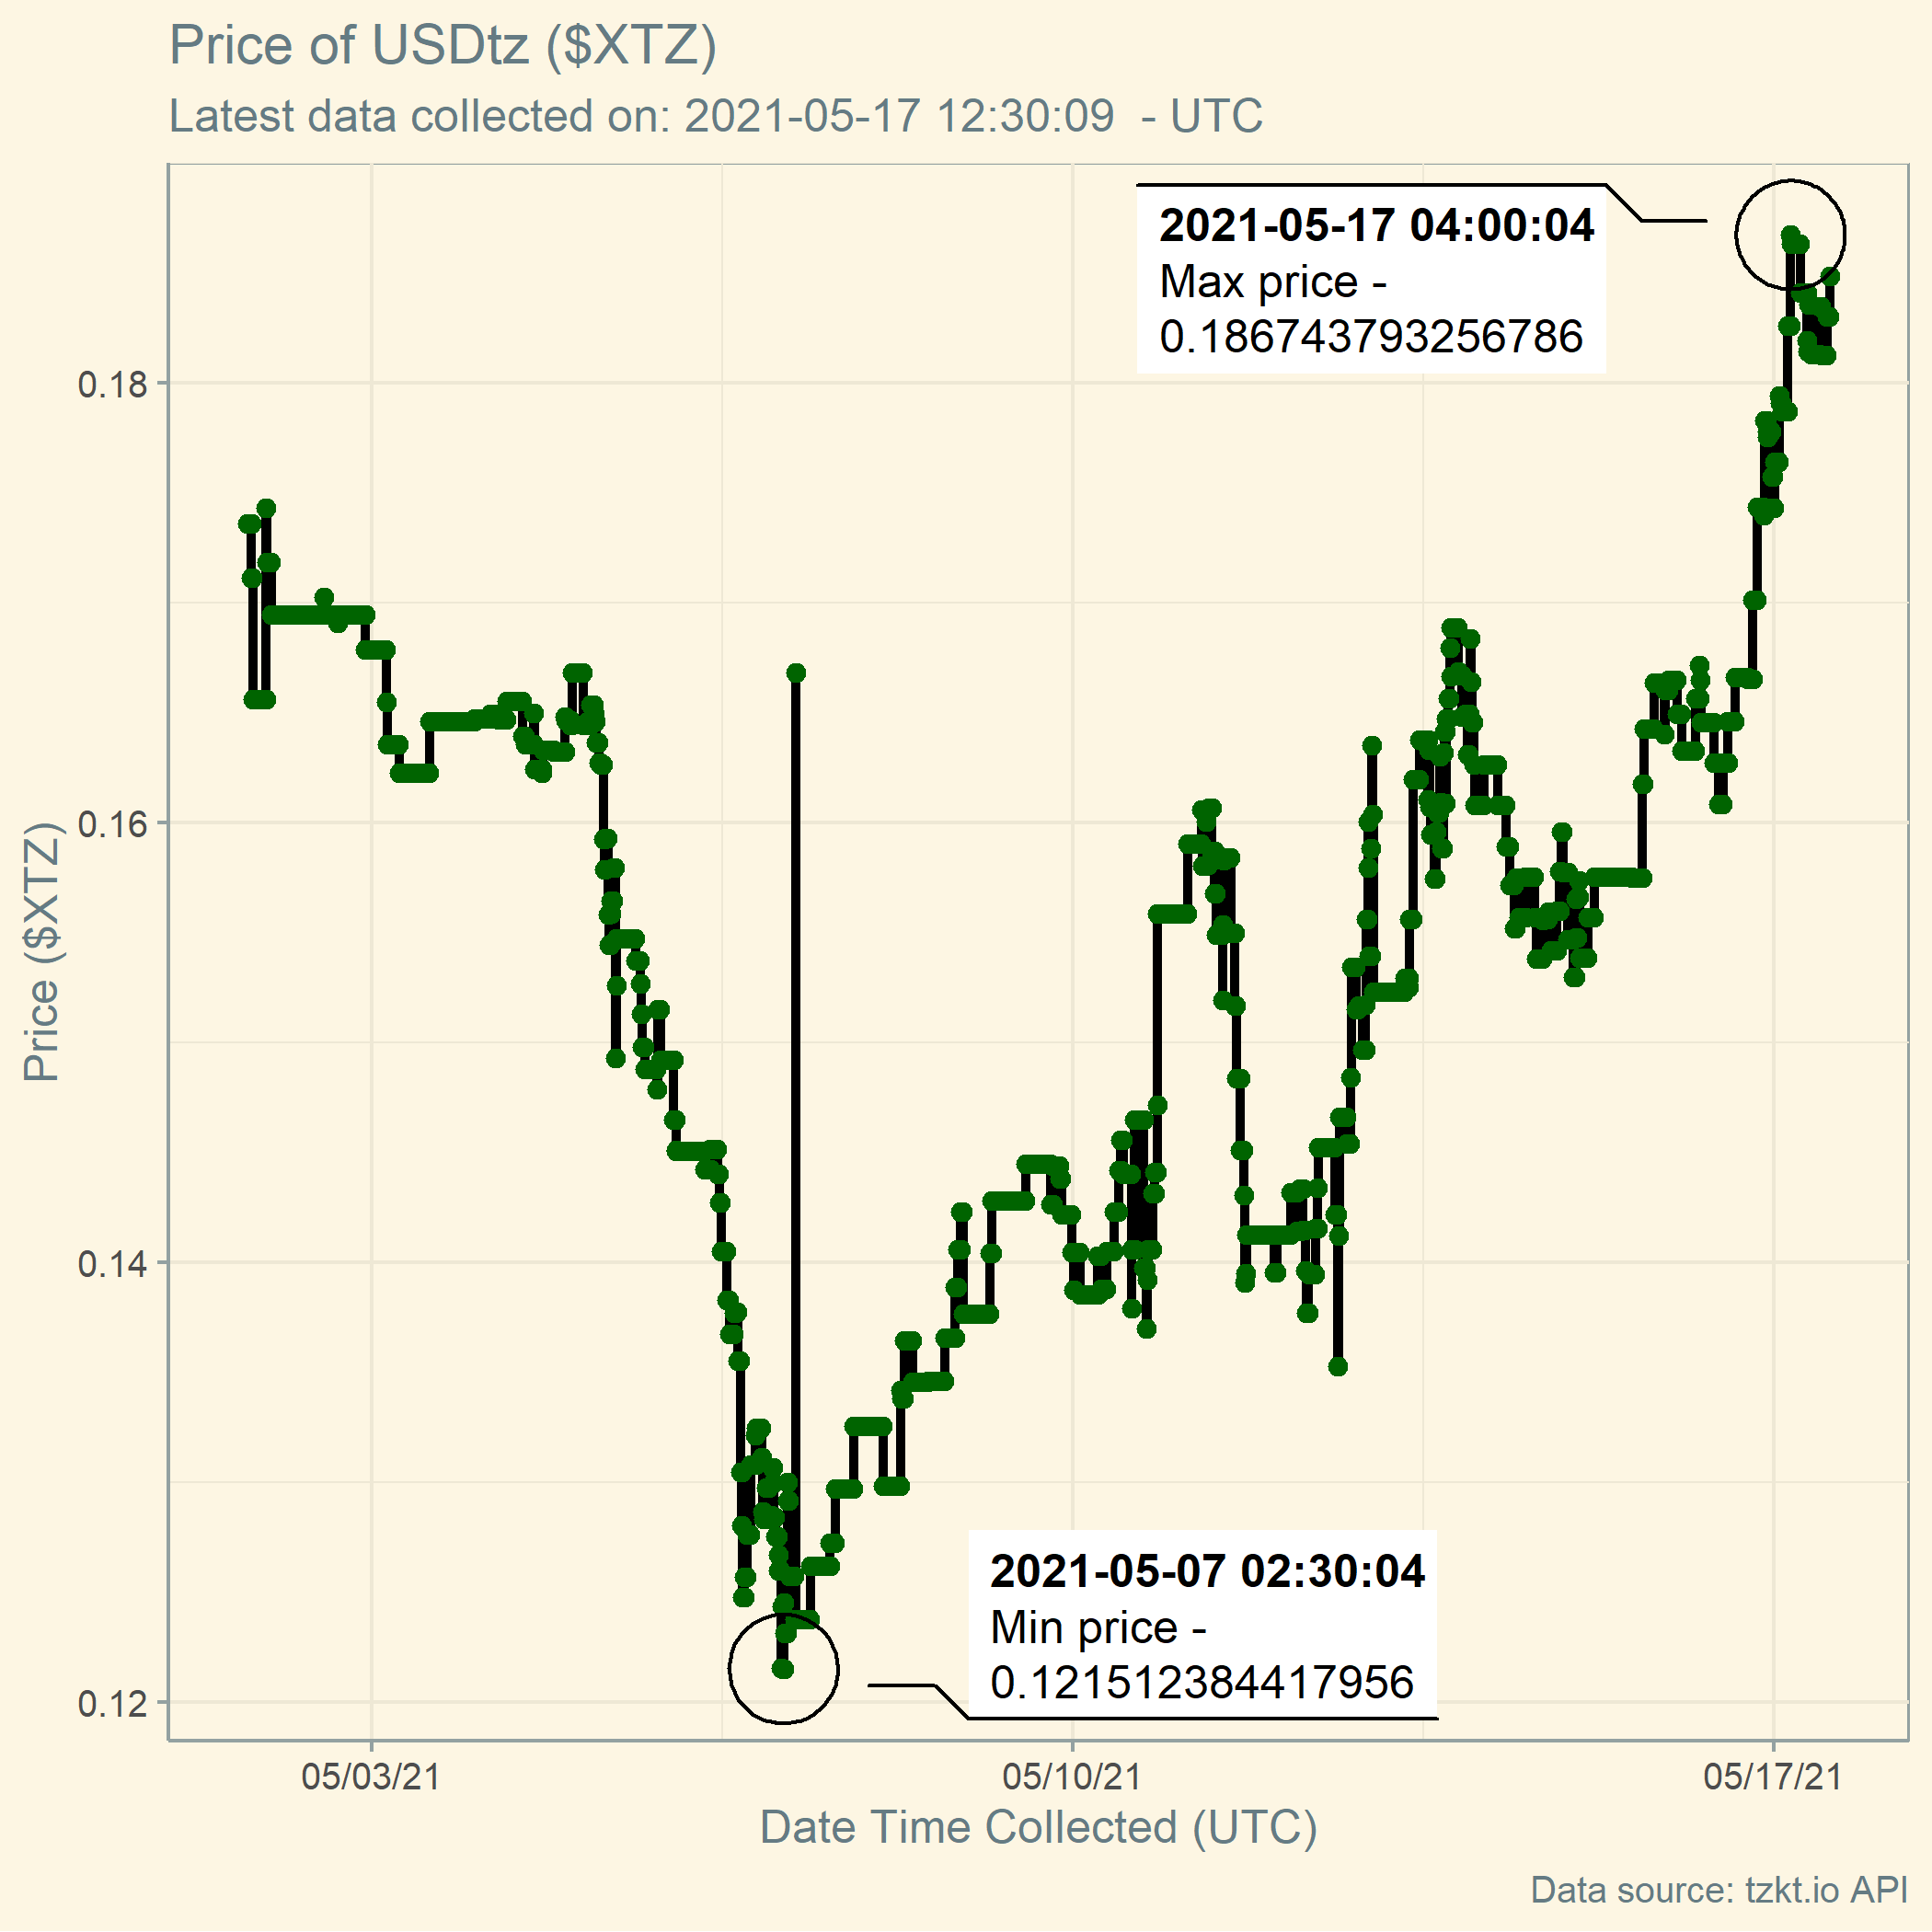 Price of USDtz ($XTZ)
Latest data collected on: 2021-05-17 12:30:09  - UTC
2021-05-17 04:00:04
Max price -
0.186743793256786
0.18
0.16
0.14
0.12
Price ($XTZ)
2021-05-07 02:30:04
Min price -
0.121512384417956
05/03/21
05/10/21
05/17/21
Date Time Collected (UTC)
Data source: tzkt.io API